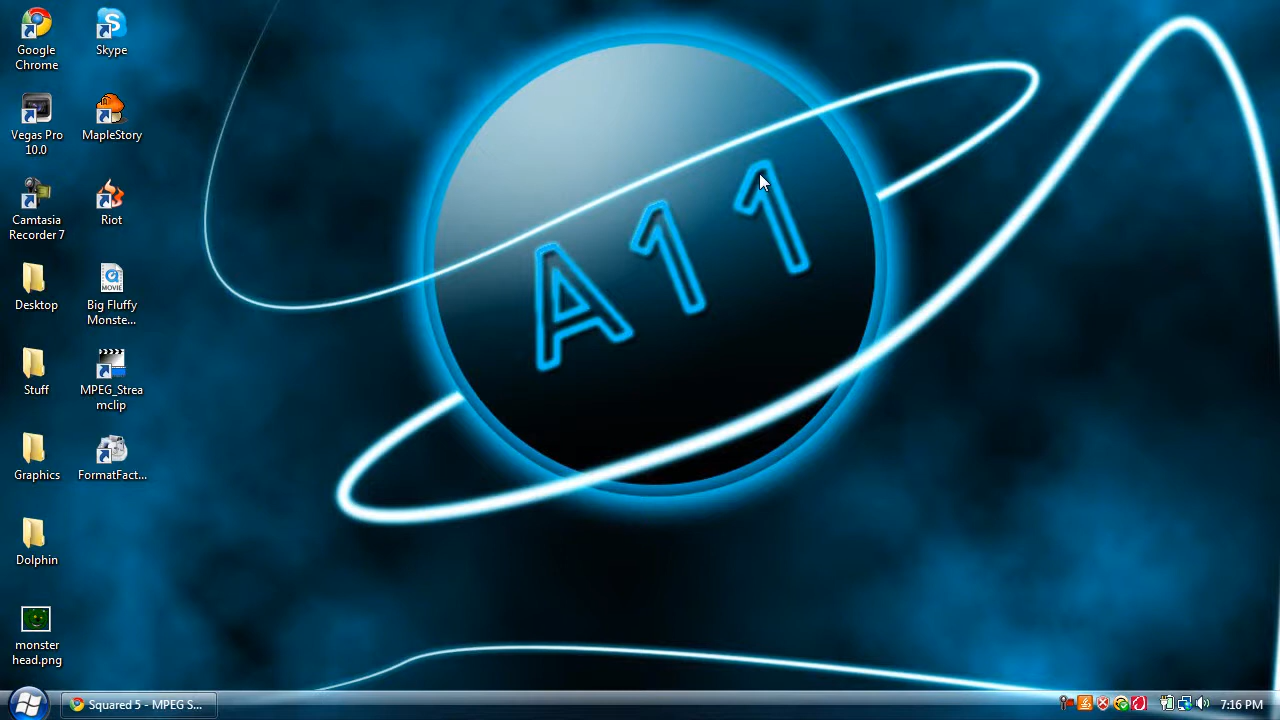 Google
Chrome
Skype
Vegas Pro
10.0
MapleStory
Camtasia
Recorder 7
Riot
Desktop
Big Fluffy
Monste...
MOVIE
Stuff
MPEG_Strea
mclip
Graphics
FormatFact...
Dolphin
monster
head.png
A11
Squared 5 - MPEG S...
7:16 PM